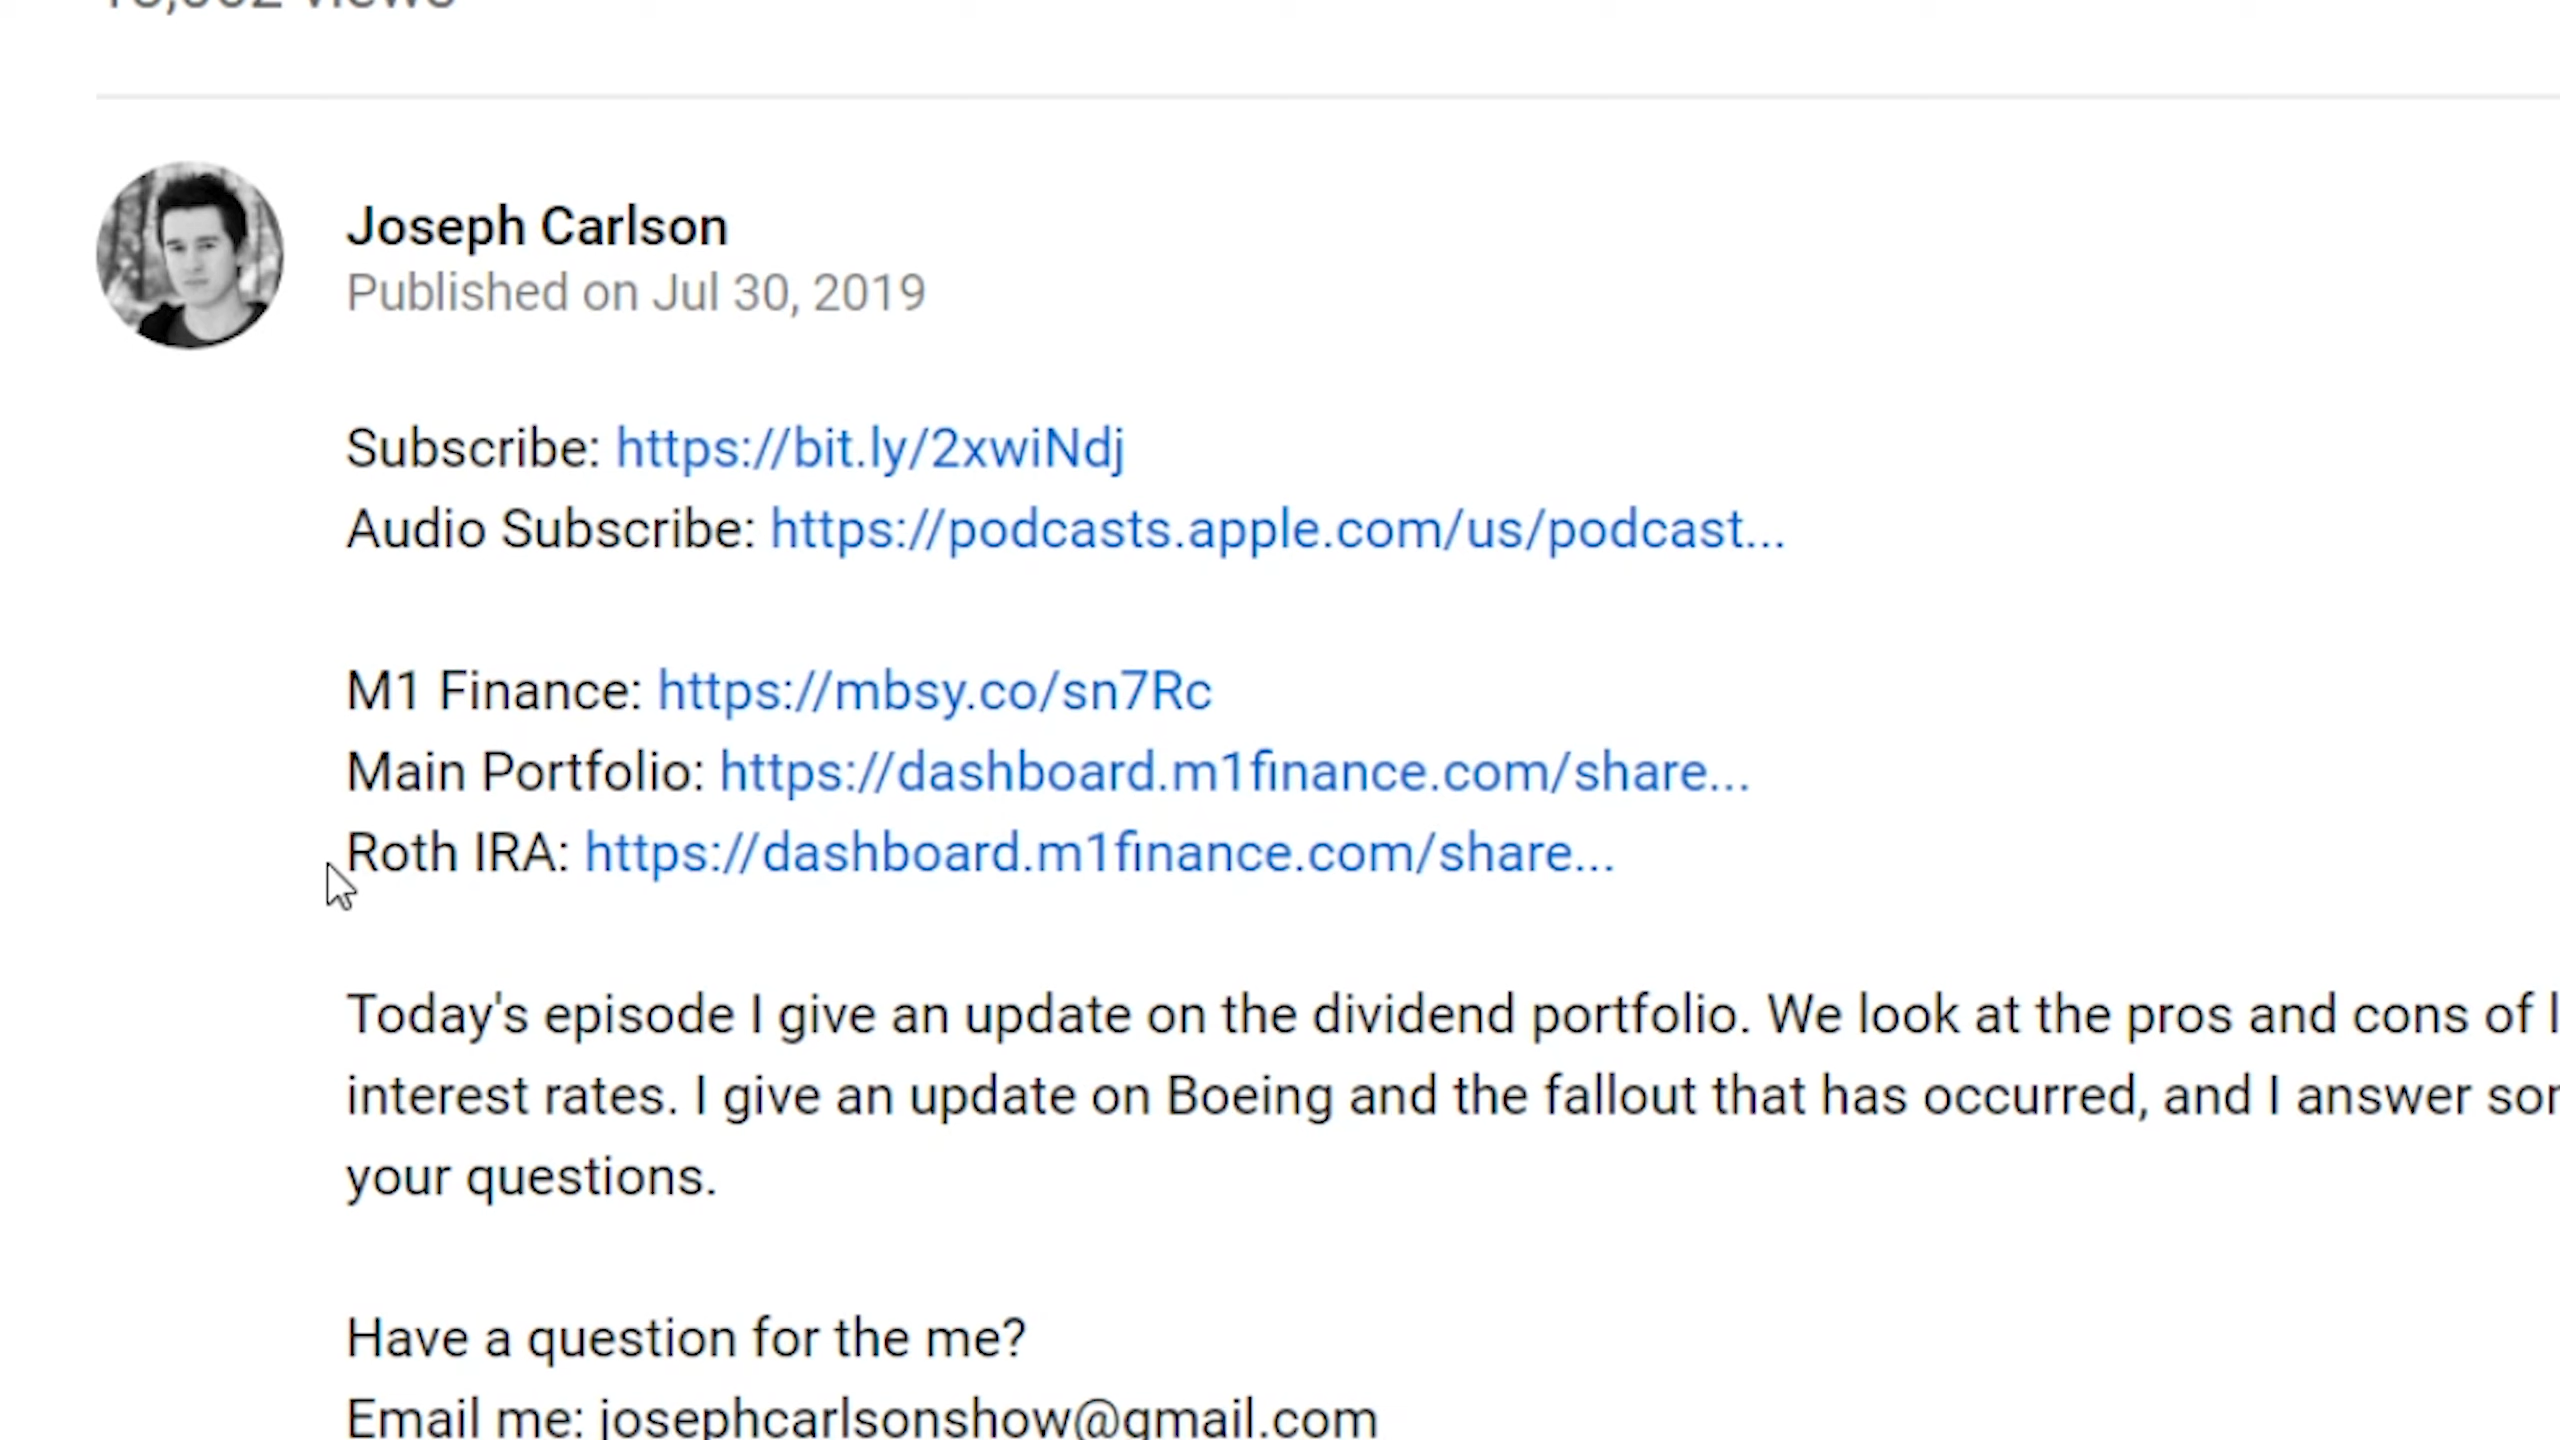 views
Joseph Carlson
Published on Jul 30, 2019
Subscribe: https://bit.ly/2xwiNdj
Audio Subscribe: https://podcasts.apple.com/us/podcast...
M1 Finance: https://mbsy.co/sn7Rc
Main Portfolio: https://dashboard.m1finance.com/share...
Roth IRA: https://dashboard.m1finance.com/share...
Today's episode I give an update on the dividend portfolio. We look at the pros and cons of
interest rates. I give an update on Boeing and the fallout that has occurred, and I answer
your questions.
Have a question for the me?
Email me: josephcarlsonshow@gmail.com